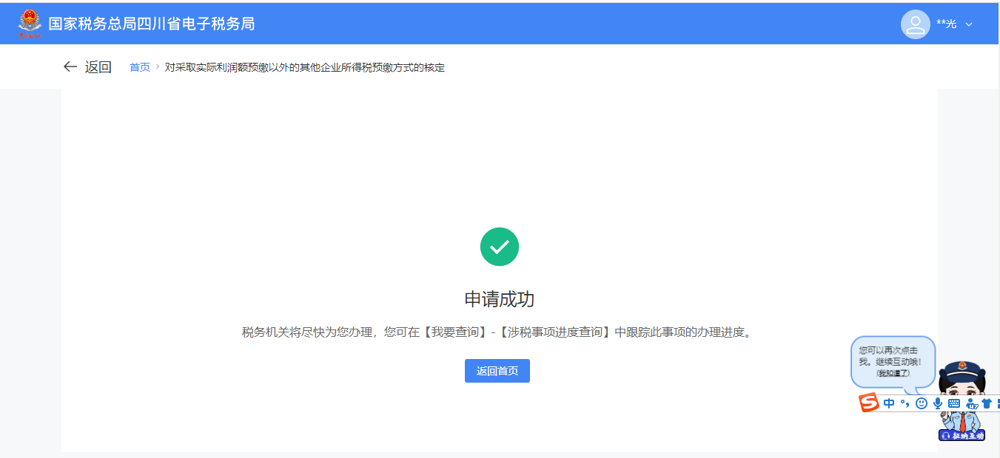 国家税务总局四川省电子税务局
**光
返回
首页 > 对采取实际利润额预缴以外的其他企业所得税预缴方式的核定
申请成功
税务机关将尽快为您办理，您可在【我要查询】-【涉税事项进度查询】中跟踪此事项的办理进度。
返回首页
您可以再次点击
我。继续互动哦！
(我知道了)
S中°,
征纳互动